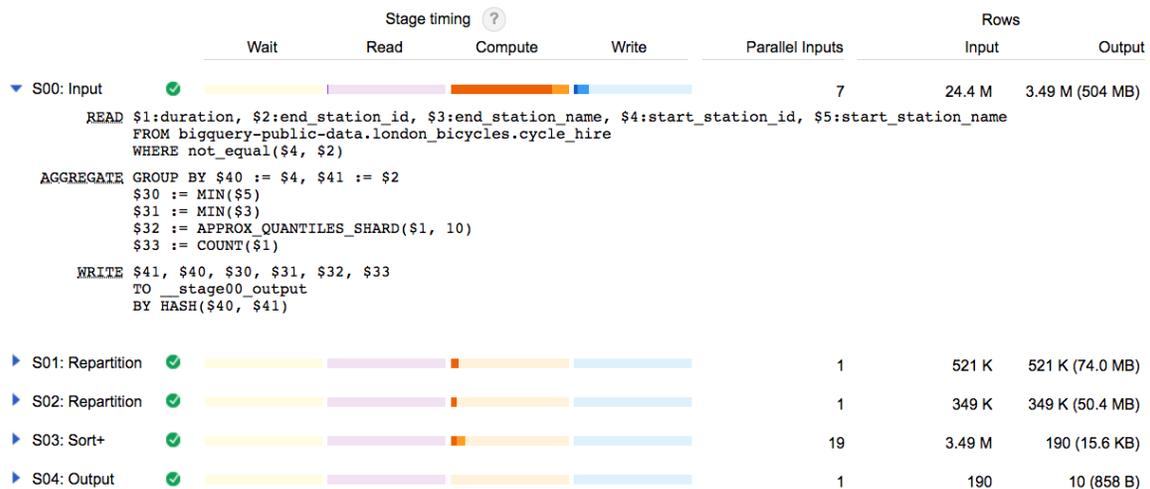 Stage timing ? Rows
Wait Read Compute Write Parallel Inputs Input Output
S00: Input 7 24.4 M 3.49 M (504 MB)
READ $1:duration, $2:end_station_id, $3:end_station_name, $4:start_station_id, $5:start_station_name
FROM bigquery-public-data.london_bicycles.cycle_hire
WHERE not_equal($4, $2)
AGGREGATE GROUP BY $40 := $4, $41 := $2
$30 := MIN($5)
$31 := MIN($3)
$32 := APPROX_QUANTILES_SHARD($1, 10)
$33 := COUNT($1)
WRITE $41, $40, $30, $31, $32, $33
TO __stage00_output
BY HASH($40, $41)
S01: Repartition 1 521 K 521 K (74.0 MB)
S02: Repartition 1 349 K 349 K (50.4 MB)
S03: Sort+ 19 3.49 M 190 (15.6 KB)
S04: Output 1 190 10 (858 B)